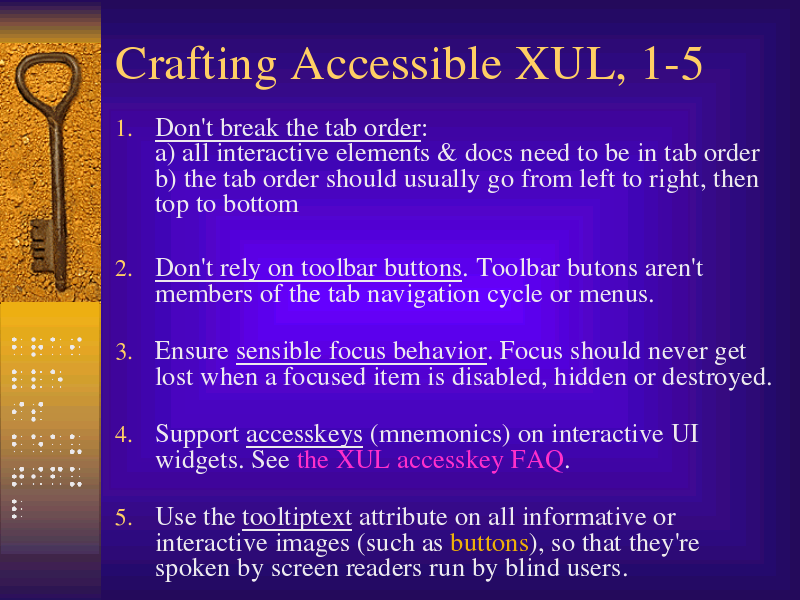 Crafting Accessible XUL, 1-5
1. Don't break the tab order:
a) all interactive elements & docs need to be in tab order
b) the tab order should usually go from left to right, then
top to bottom
2. Don't rely on toolbar buttons. Toolbar butons aren't
members of the tab navigation cycle or menus.
3. Ensure sensible focus behavior. Focus should never get
lost when a focused item is disabled, hidden or destroyed.
4. Support accesskeys (mnemonics) on interactive UI
widgets. See the XUL accesskey FAQ.
5. Use the tooltiptext attribute on all informative or
interactive images (such as buttons), so that they're
spoken by screen readers run by blind users.